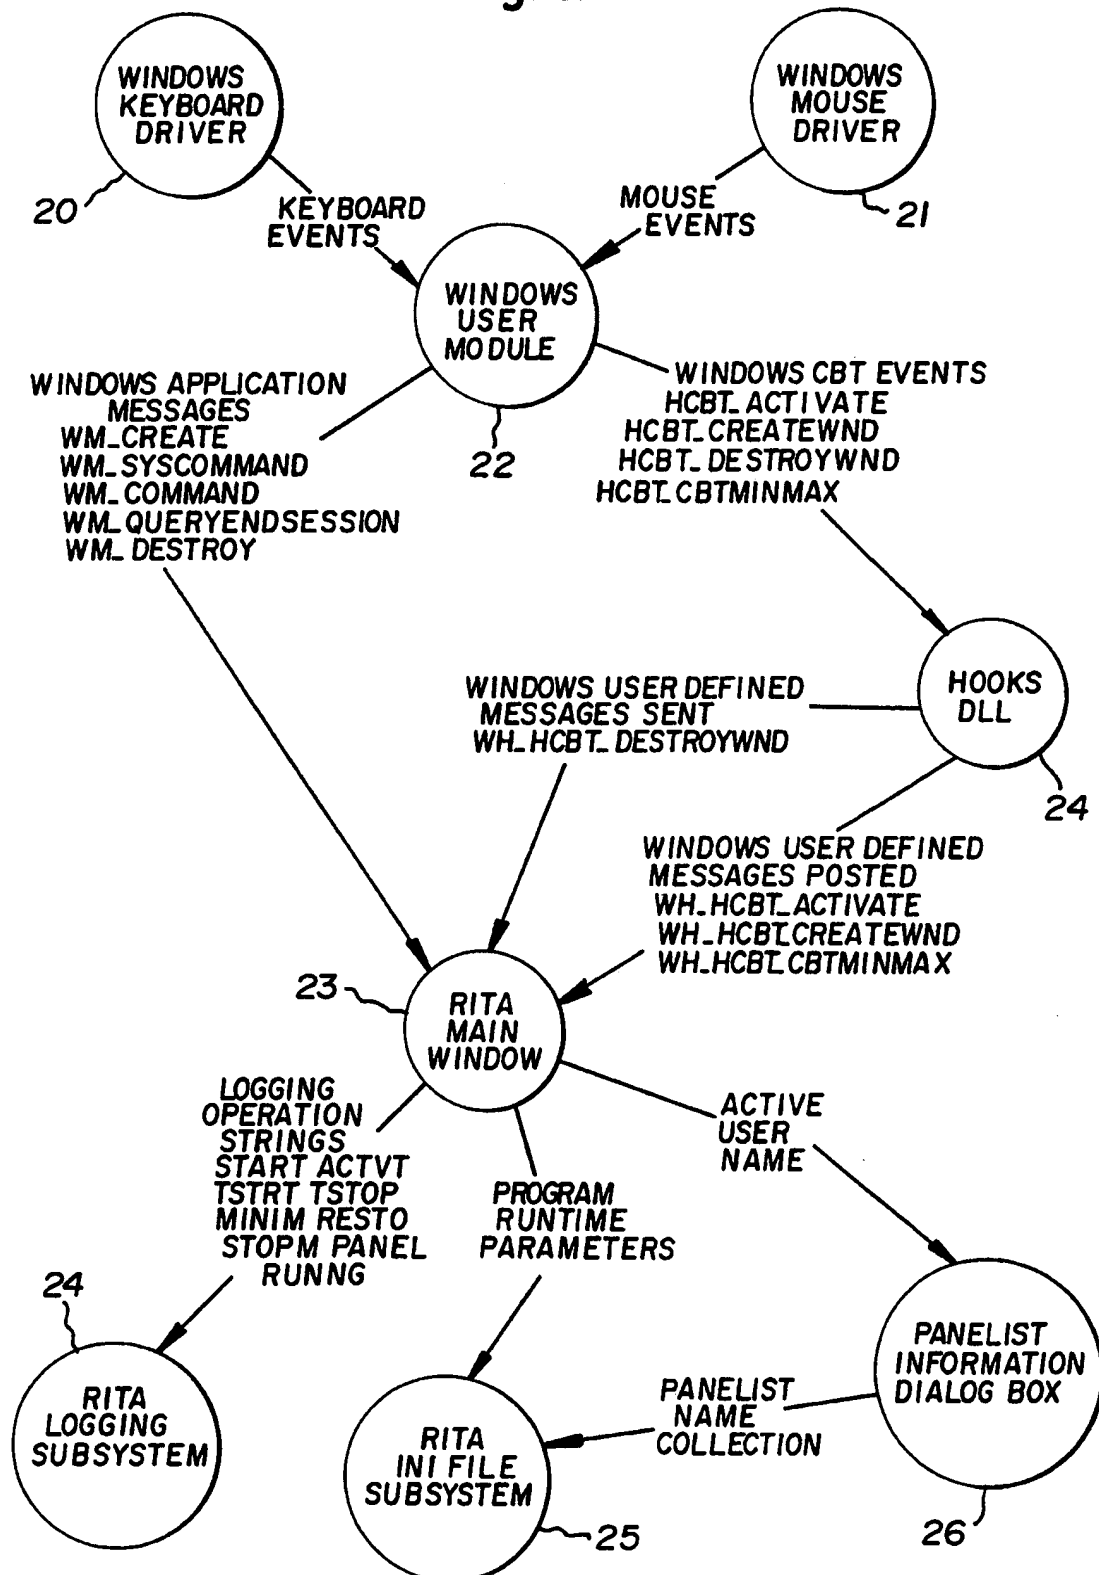 WINDOWS
KEYBOARD
DRIVER
20
WINDOWS
MOUSE
DRIVER
21
KEYBOARD
EVENTS
MOUSE
EVENTS
WINDOWS
USER
MODULE
22
WINDOWS APPLICATION
MESSAGES
WM_CREATE
WM_SYSCOMMAND
WM_COMMAND
WM_QUERYENDSESSION
WM_DESTROY
WINDOWS CBT EVENTS
HCBT_ACTIVATE
HCBT_CREATEWND
HCBT_DESTROYWND
HCBT_CBTMINMAX
HOOKS
DLL
24
WINDOWS USER DEFINED
MESSAGES SENT
WH_HCBT_DESTROYWND
WINDOWS USER DEFINED
MESSAGES POSTED
WH_HCBT_ACTIVATE
WH_HCBT_CREATEWND
WH_HCBT_CBTMINMAX
23
RITA
MAIN
WINDOW
LOGGING
OPERATION
STRINGS
START ACTVT
TSTRT TSTOP
MINIM RESTO
STOPM PANEL
RUNNG
PROGRAM
RUNTIME
PARAMETERS
ACTIVE
USER
NAME
24
RITA
LOGGING
SUBSYSTEM
RITA
INI FILE
SUBSYSTEM
25
PANELIST
NAME
COLLECTION
PANELIST
INFORMATION
DIALOG BOX
26